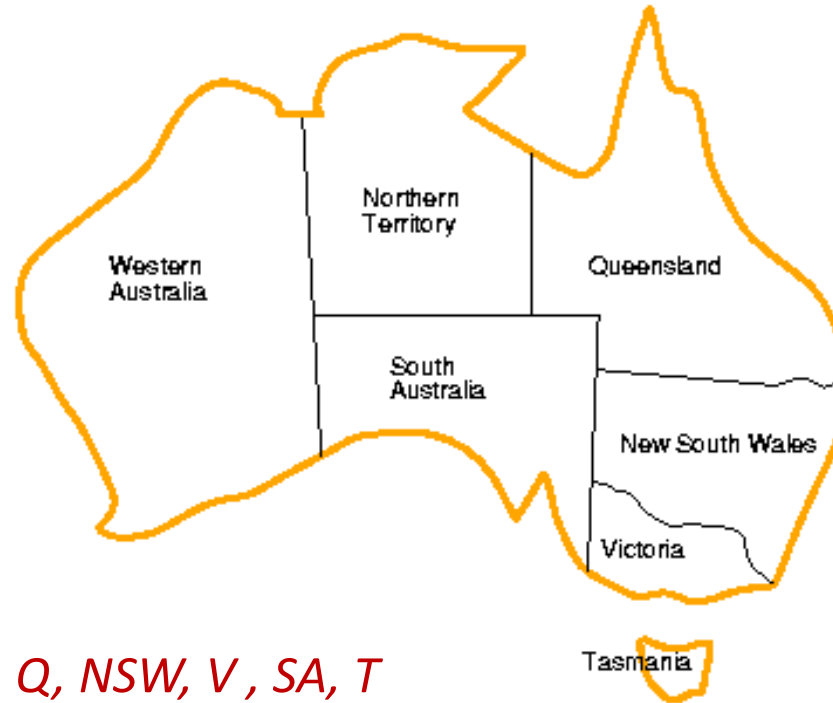 Northern
Territory
Western
Australia
Queensland
South
Australia
New South Wales
Victoria
Tasmania
Q, NSW, V , SA, T